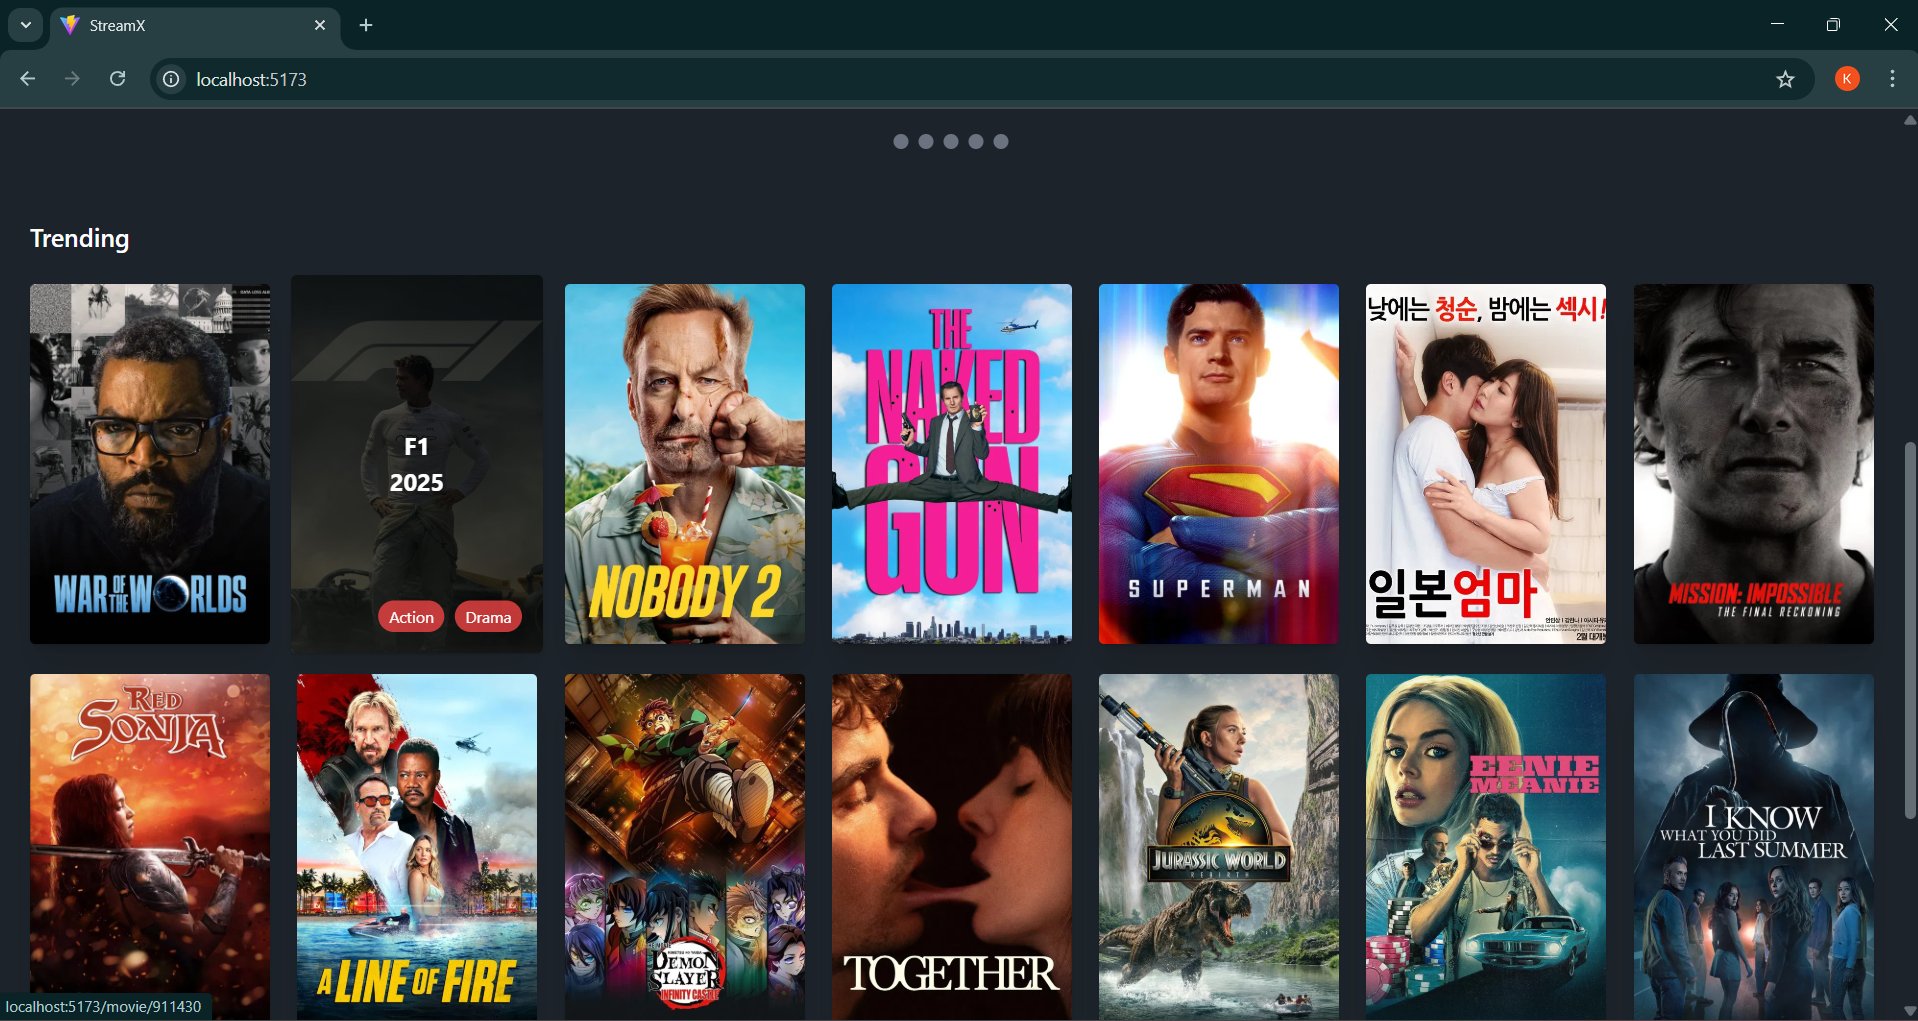 StreamX
localhost:5173
K
Trending
WAR OF THE WORLDS
F1
2025
Action
Drama
NOBODY 2
THE
NAKED
GUN
SUPERMAN
낮에는 청순, 밤에는 섹시!
일본엄마
MISSION: IMPOSSIBLE
THE FINAL RECKONING
RED
SONJA
A LINE OF FIRE
DEMON
SLAYER
INFINITY CASTLE
TOGETHER
JURASSIC WORLD
REBIRTH
EENIE
MEANIE
I KNOW
WHAT YOU DID
LAST SUMMER
localhost:5173/movie/911430